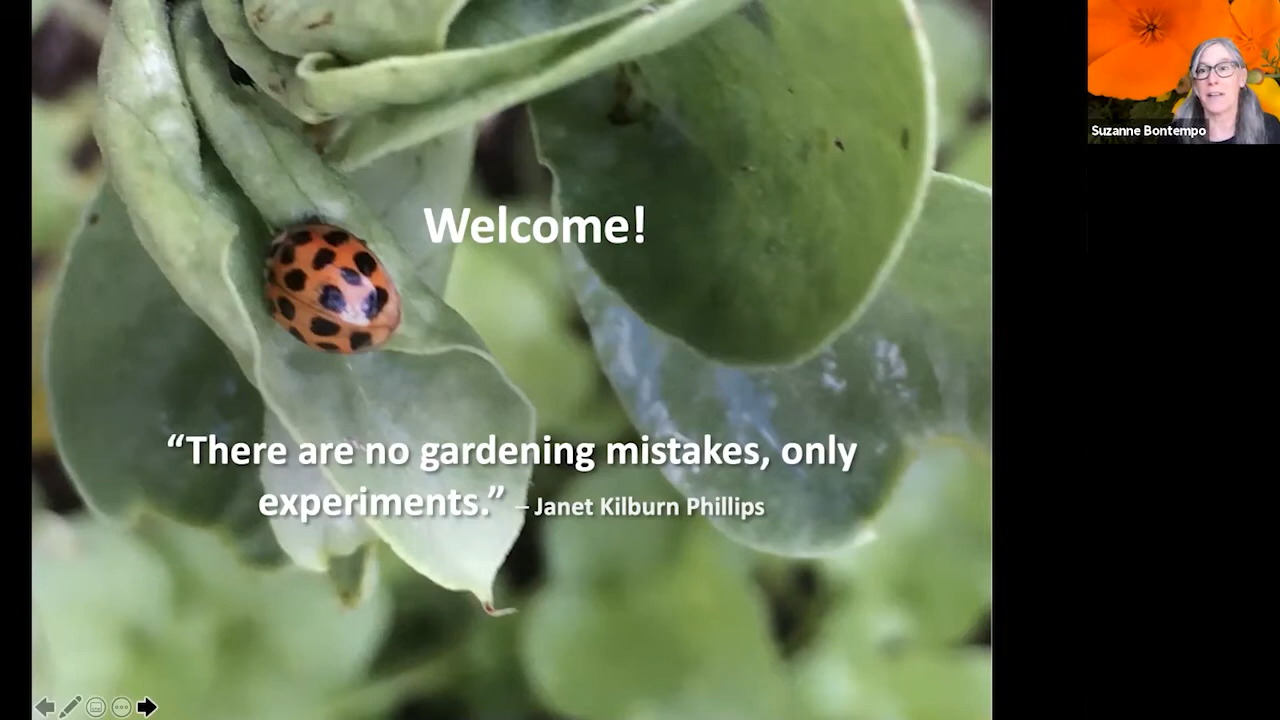 Welcome!
“There are no gardening mistakes, only
experiments.” – Janet Kilburn Phillips
Suzanne Bontempo